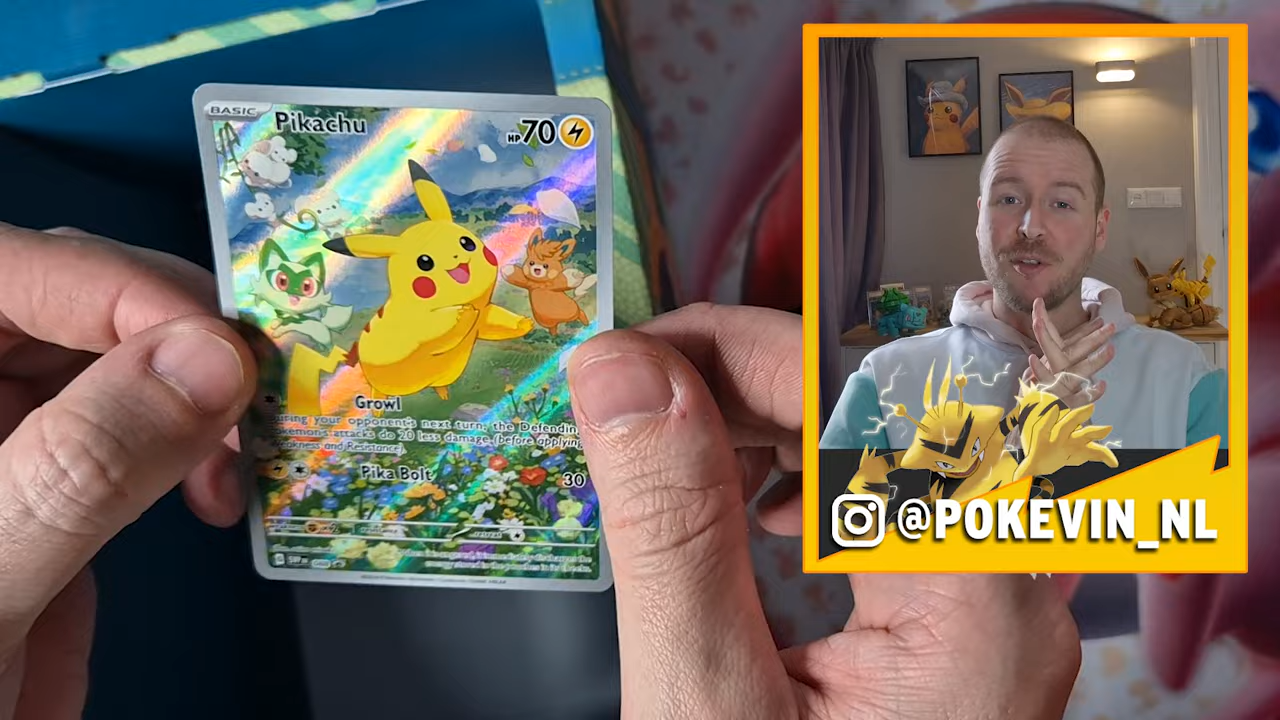 BASIC
Pikachu
HP 70
Growl
during your opponent's next turn, the Defending
Pokémon's attacks do 20 less damage (before applying
Weakness and Resistance).
Pika Bolt
30
retreat
@POKEVIN_NL